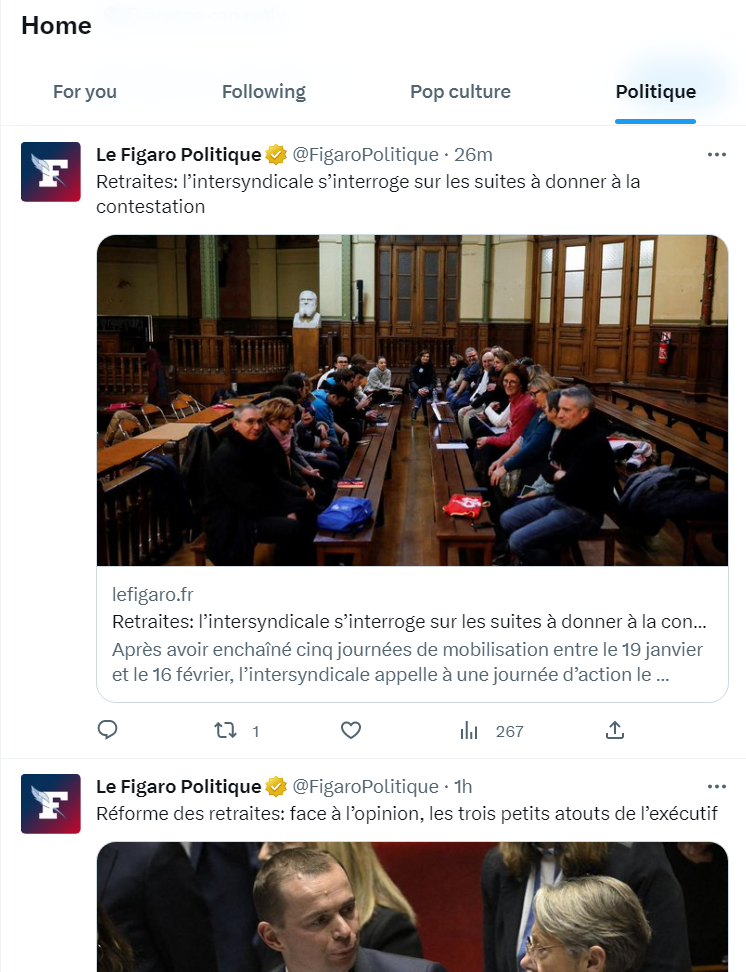 Home
For you Following Pop culture Politique
Le Figaro Politique @FigaroPolitique · 26m
Retraites: l’intersyndicale s’interroge sur les suites à donner à la
contestation
lefigaro.fr
Retraites: l’intersyndicale s’interroge sur les suites à donner à la con...
Après avoir enchaîné cinq journées de mobilisation entre le 19 janvier
et le 16 février, l’intersyndicale appelle à une journée d’action le ...
1 267
Le Figaro Politique @FigaroPolitique · 1h
Réforme des retraites: face à l’opinion, les trois petits atouts de l’exécutif